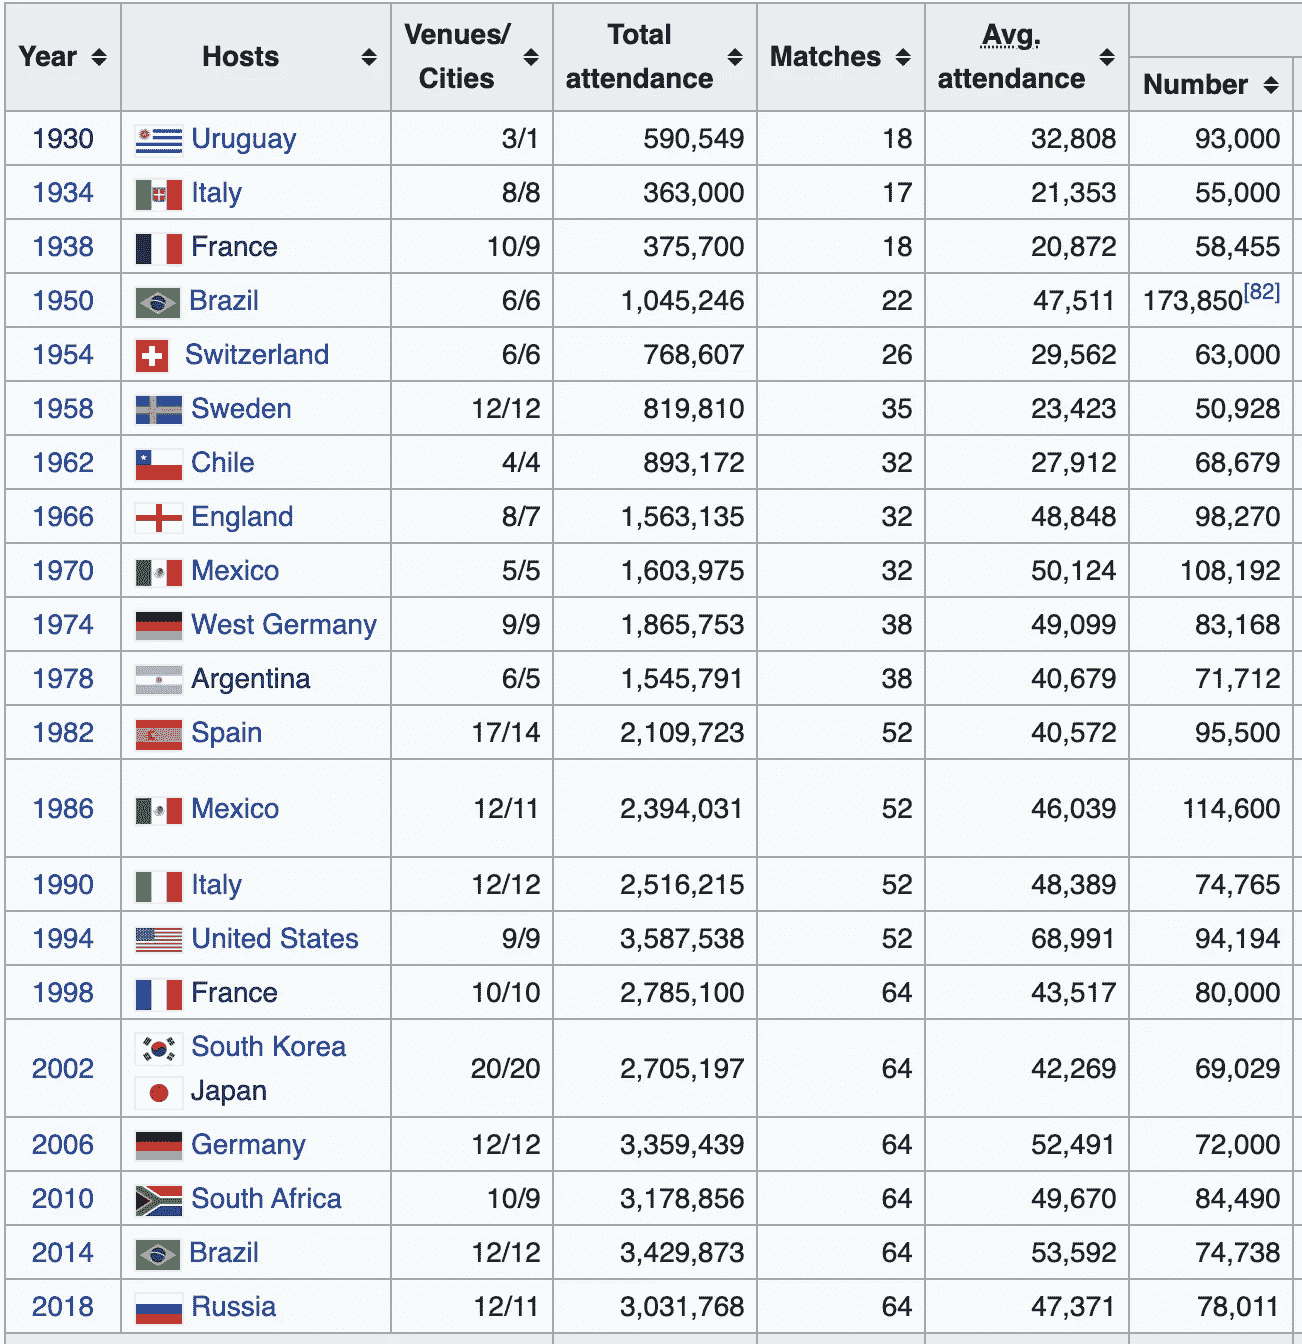 Year Hosts Venues/ Cities Total attendance Matches Avg. attendance Number
1930 Uruguay 3/1 590,549 18 32,808 93,000
1934 Italy 8/8 363,000 17 21,353 55,000
1938 France 10/9 375,700 18 20,872 58,455
1950 Brazil 6/6 1,045,246 22 47,511 173,850[82]
1954 Switzerland 6/6 768,607 26 29,562 63,000
1958 Sweden 12/12 819,810 35 23,423 50,928
1962 Chile 4/4 893,172 32 27,912 68,679
1966 England 8/7 1,563,135 32 48,848 98,270
1970 Mexico 5/5 1,603,975 32 50,124 108,192
1974 West Germany 9/9 1,865,753 38 49,099 83,168
1978 Argentina 6/5 1,545,791 38 40,679 71,712
1982 Spain 17/14 2,109,723 52 40,572 95,500
1986 Mexico 12/11 2,394,031 52 46,039 114,600
1990 Italy 12/12 2,516,215 52 48,389 74,765
1994 United States 9/9 3,587,538 52 68,991 94,194
1998 France 10/10 2,785,100 64 43,517 80,000
2002 South Korea Japan 20/20 2,705,197 64 42,269 69,029
2006 Germany 12/12 3,359,439 64 52,491 72,000
2010 South Africa 10/9 3,178,856 64 49,670 84,490
2014 Brazil 12/12 3,429,873 64 53,592 74,738
2018 Russia 12/11 3,031,768 64 47,371 78,011